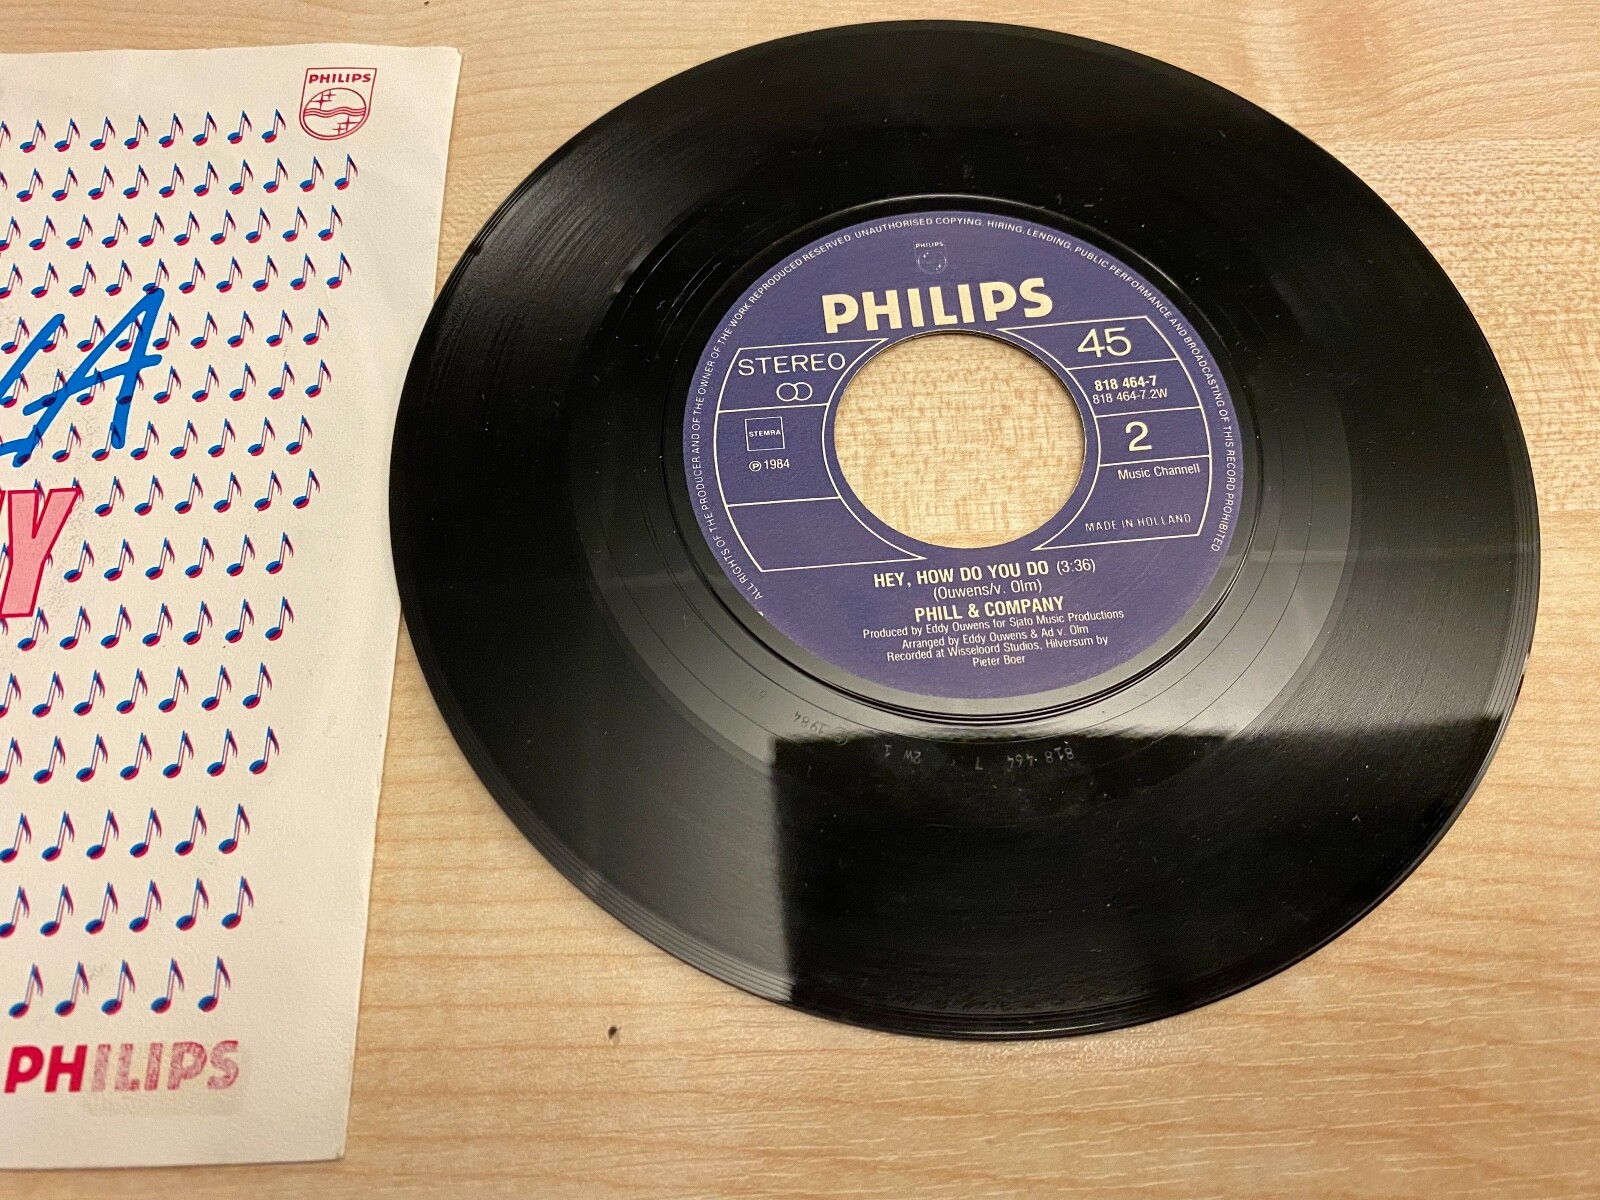 PHILIPS
A
Y
PHILIPS
ALL RIGHTS OF THE PRODUCER AND OF THE OWNER OF THE WORK REPRODUCED RESERVED. UNAUTHORISED COPYING, HIRING, LENDING, PUBLIC PERFORMANCE AND BROADCASTING OF THIS RECORD PROHIBITED
PHILIPS
PHILIPS
STEREO
STEMRA
Ⓟ 1984
45
818 464-7
818 464-7.2W
2
Music Channell
MADE IN HOLLAND
HEY, HOW DO YOU DO (3:36)
(Ouwens/v. Olm)
PHILL & COMPANY
Produced by Eddy Ouwens for Sjato Music Productions
Arranged by Eddy Ouwens & Ad v. Olm
Recorded at Wisseloord Studios, Hilversum by
Pieter Boer
818 464 7 2W 1 1984